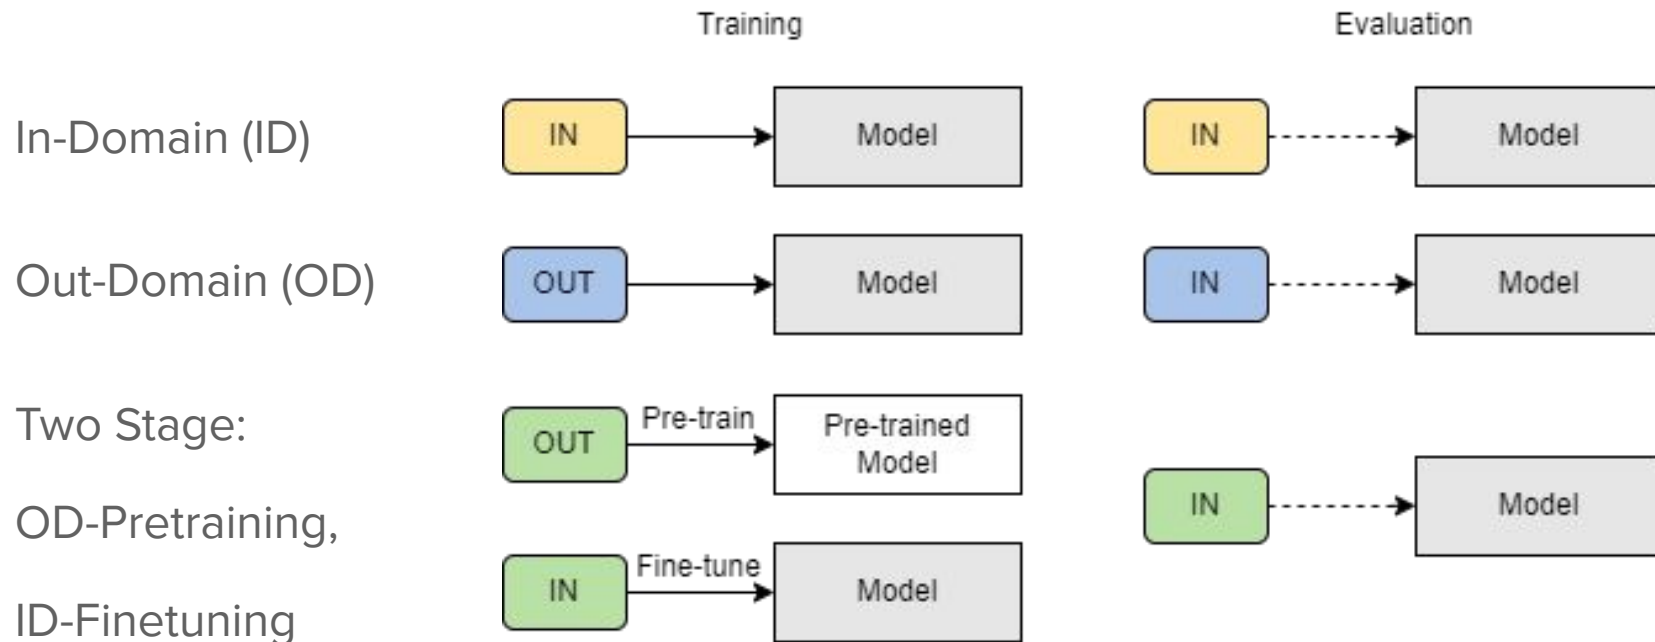 Training Evaluation
In-Domain (ID) IN Model IN Model
Out-Domain (OD) OUT Model IN Model
Two Stage: OUT Pre-train Pre-trained
Model
OD-Pretraining, IN Model
ID-Finetuning IN Fine-tune Model